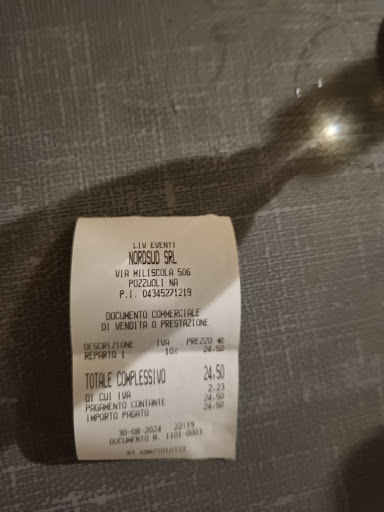 LIV EVENTI
NORDSUD SRL
VIA MILISCOLA 506
POZZUOLI NA
P.I. 04345271219
DOCUMENTO COMMERCIALE
DI VENDITA O PRESTAZIONE
DESCRIZIONE IVA PREZZO €
REPARTO 1 10% 24.50
TOTALE COMPLESSIVO 24.50
DI CUI IVA 2.23
PAGAMENTO CONTANTE 24.50
IMPORTO PAGATO 24.50
30-08-2024 22:19
DOCUMENTO N. 1101-0003
RT